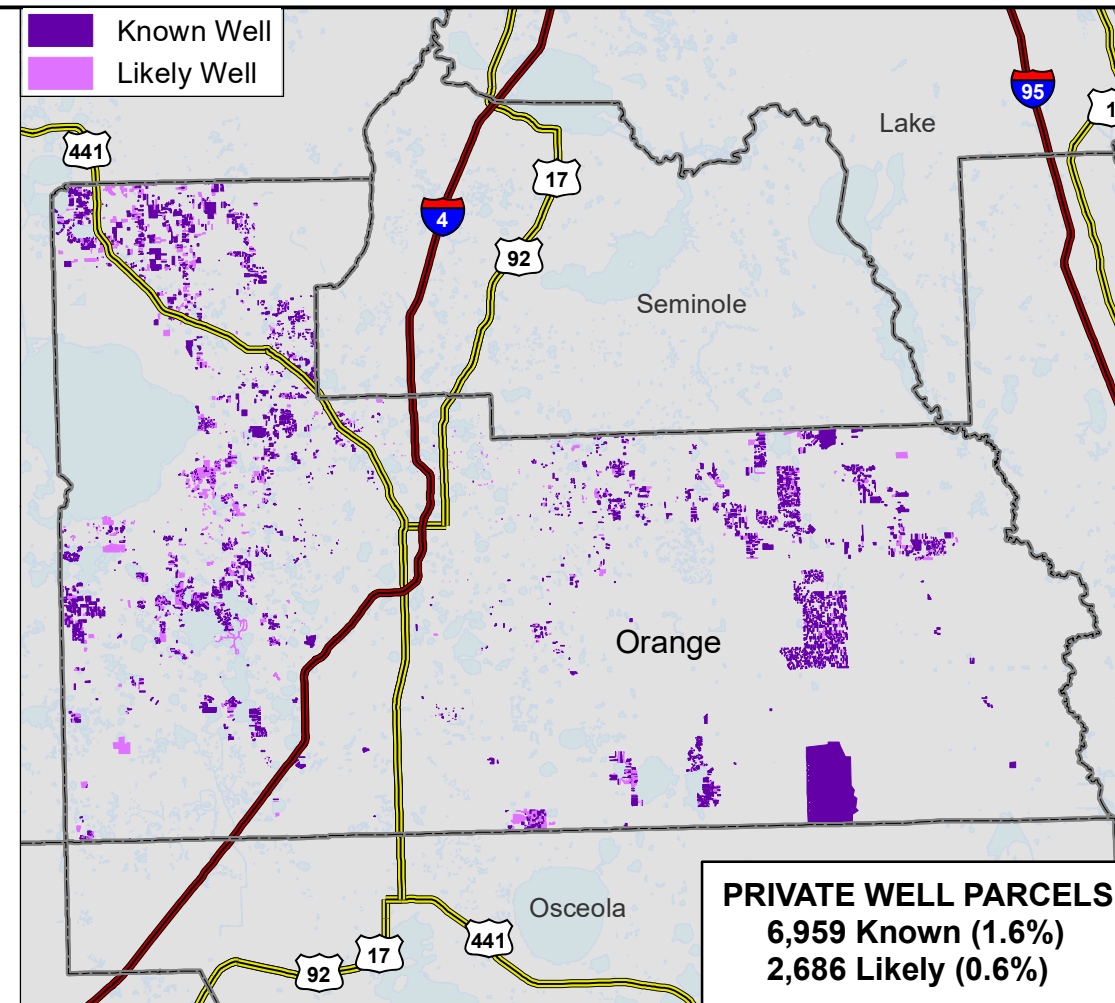 Known Well
Likely Well
95
1
Lake
441
17
4
92
Seminole
Orange
Osceola
PRIVATE WELL PARCELS
6,959 Known (1.6%)
2,686 Likely (0.6%)
441
17
92